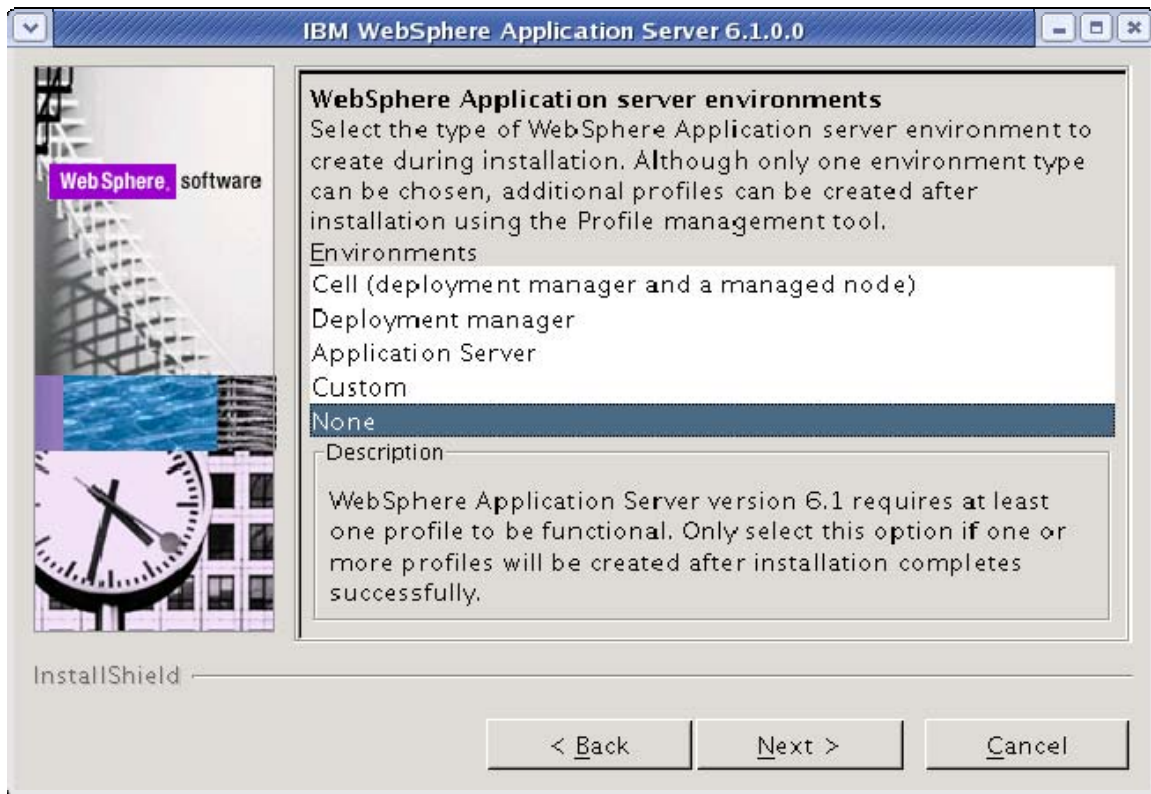 IBM WebSphere Application Server 6.1.0.0
WebSphere Application server environments
Select the type of WebSphere Application server environment to
create during installation. Although only one environment type
can be chosen, additional profiles can be created after
installation using the Profile management tool.
Environments
Cell (deployment manager and a managed node)
Deployment manager
Application Server
Custom
None
Description
WebSphere Application Server version 6.1 requires at least
one profile to be functional. Only select this option if one or
more profiles will be created after installation completes
successfully.
WebSphere. software
InstallShield
< Back
Next >
Cancel